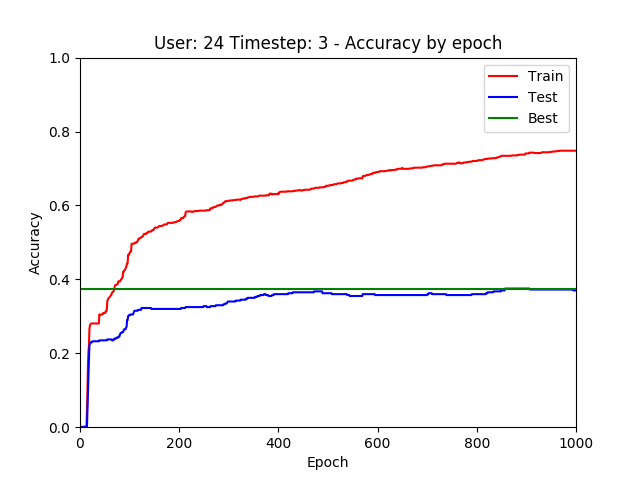 User: 24 Timestep: 3 - Accuracy by epoch
1.0
0.8
0.6
0.4
0.2
0.0
Accuracy
Train
Test
Best
0 200 400 600 800 1000
Epoch